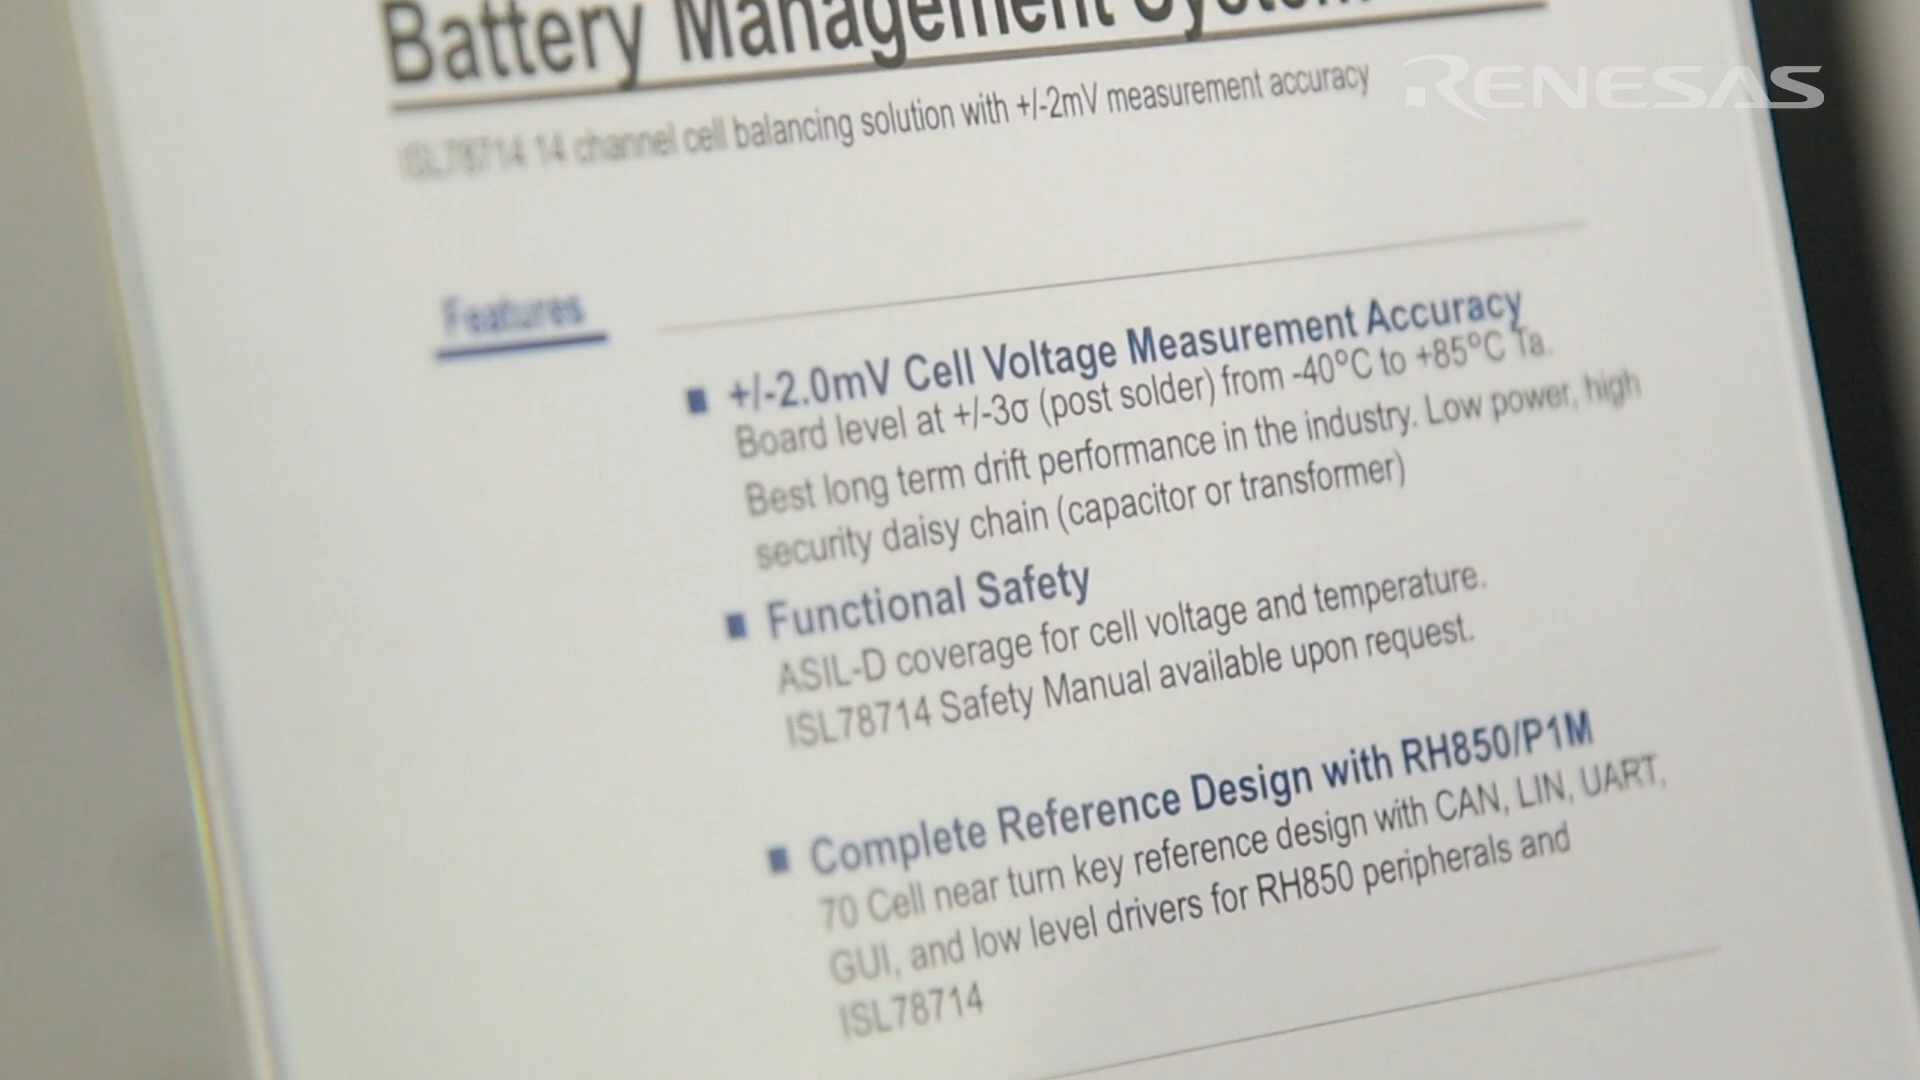 Battery Management System
RENESAS
ISL78714 14 channel cell balancing solution with +/-2mV measurement accuracy
Features
■ +/-2.0mV Cell Voltage Measurement Accuracy
Board level at +/-3σ (post solder) from -40°C to +85°C Ta.
Best long term drift performance in the industry. Low power, high
security daisy chain (capacitor or transformer)
■ Functional Safety
ASIL-D coverage for cell voltage and temperature.
ISL78714 Safety Manual available upon request.
■ Complete Reference Design with RH850/P1M
70 Cell near turn key reference design with CAN, LIN, UART,
GUI, and low level drivers for RH850 peripherals and
ISL78714